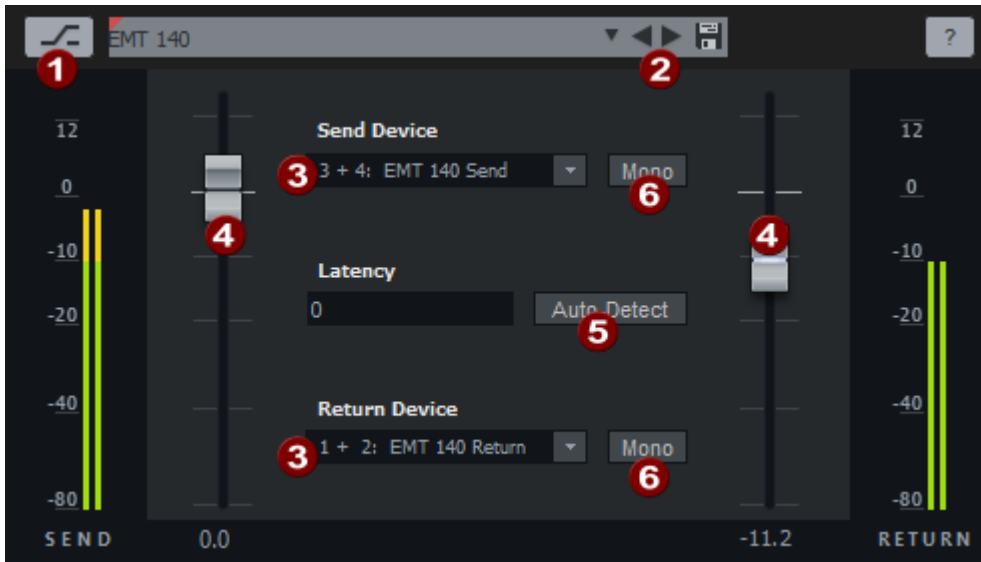 EMT 140
?
1
2
12
Send Device
12
3
3 + 4: EMT 140 Send
Mono
0
6
0
4
4
-10
-10
Latency
0
Auto Detect
-20
5
-20
-40
Return Device
-40
3
1 + 2: EMT 140 Return
Mono
6
-80
-80
SEND
0.0
-11.2
RETURN